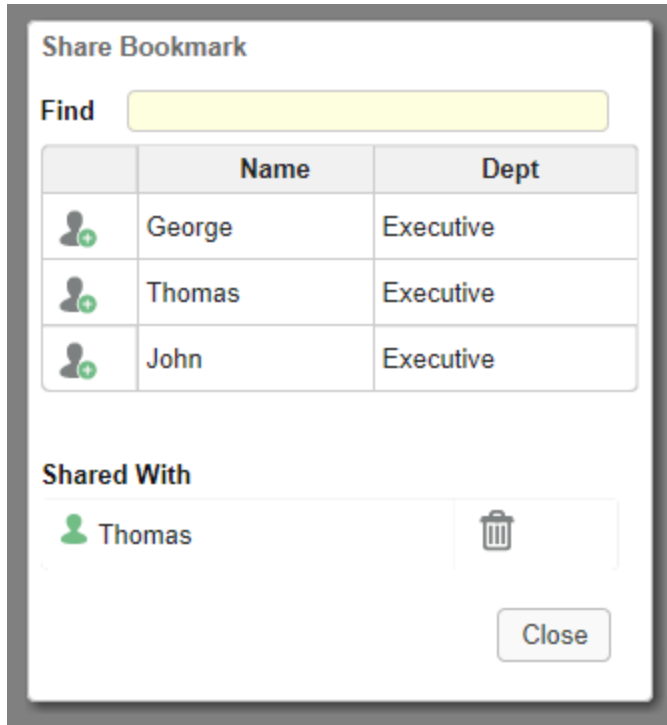 Share Bookmark
Find
Name Dept
George Executive
Thomas Executive
John Executive
Shared With
Thomas
Close